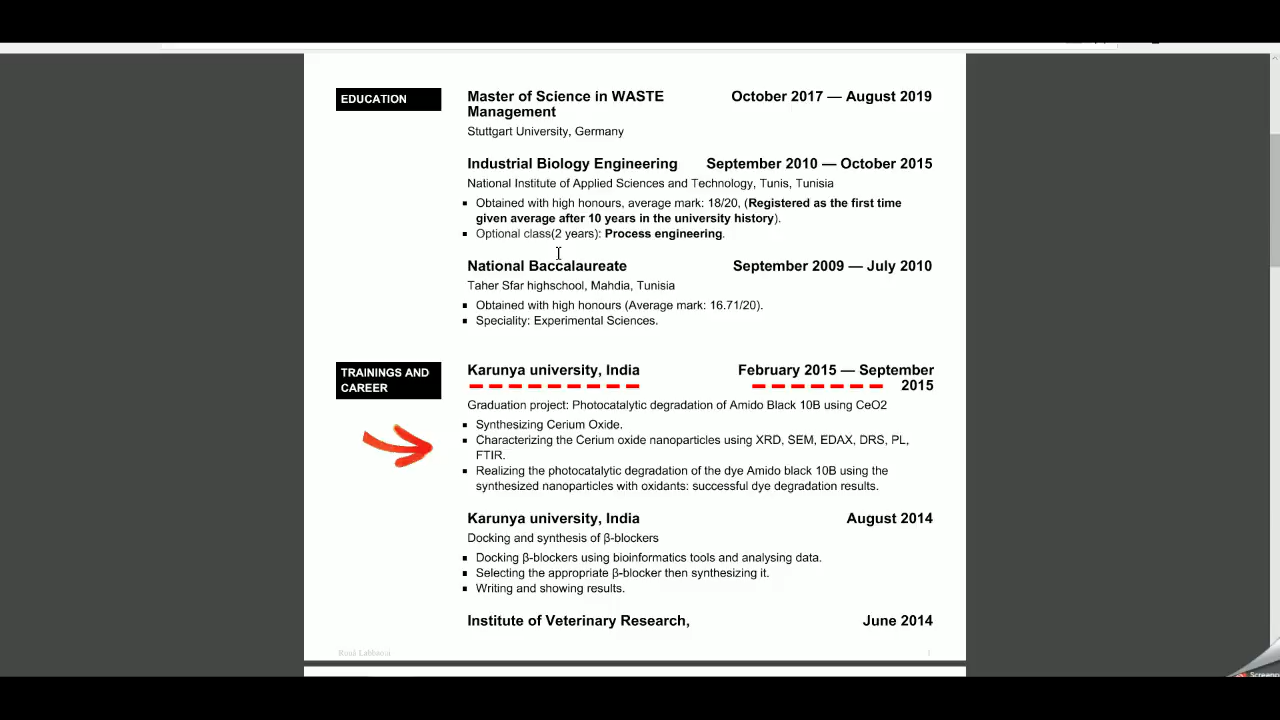 EDUCATION
Master of Science in WASTE Management
October 2017 — August 2019
Stuttgart University, Germany
Industrial Biology Engineering
September 2010 — October 2015
National Institute of Applied Sciences and Technology, Tunis, Tunisia
Obtained with high honours, average mark: 18/20, (Registered as the first time
given average after 10 years in the university history).
Optional class(2 years): Process engineering.
National Baccalaureate
September 2009 — July 2010
Taher Sfar highschool, Mahdia, Tunisia
Obtained with high honours (Average mark: 16.71/20).
Speciality: Experimental Sciences.
TRAININGS AND
CAREER
Karunya university, India
February 2015 — September
2015
Graduation project: Photocatalytic degradation of Amido Black 10B using CeO2
Synthesizing Cerium Oxide.
Characterizing the Cerium oxide nanoparticles using XRD, SEM, EDAX, DRS, PL,
FTIR.
Realizing the photocatalytic degradation of the dye Amido black 10B using the
synthesized nanoparticles with oxidants: successful dye degradation results.
Karunya university, India
August 2014
Docking and synthesis of β-blockers
Docking β-blockers using bioinformatics tools and analysing data.
Selecting the appropriate β-blocker then synthesizing it.
Writing and showing results.
Institute of Veterinary Research,
June 2014
1